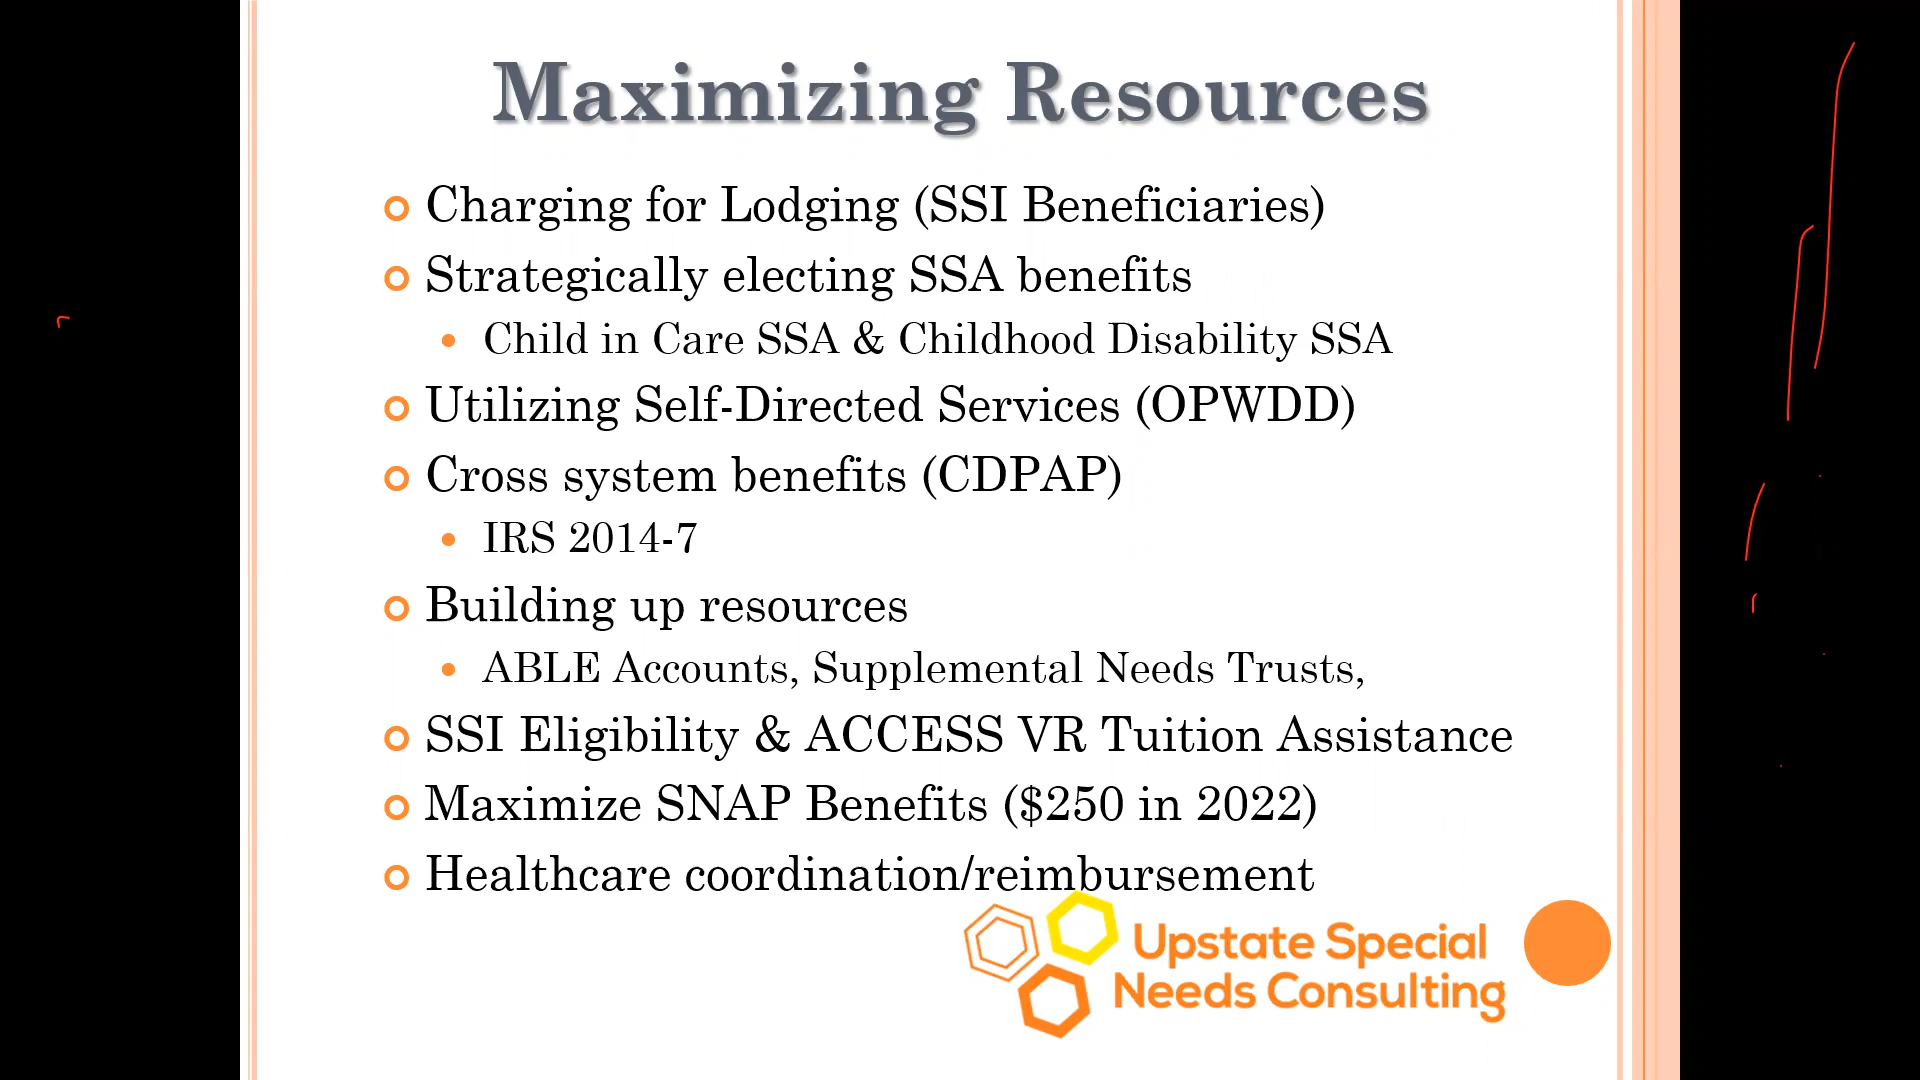 Maximizing Resources
Charging for Lodging (SSI Beneficiaries)
Strategically electing SSA benefits
Child in Care SSA & Childhood Disability SSA
Utilizing Self-Directed Services (OPWDD)
Cross system benefits (CDPAP)
IRS 2014-7
Building up resources
ABLE Accounts, Supplemental Needs Trusts,
SSI Eligibility & ACCESS VR Tuition Assistance
Maximize SNAP Benefits ($250 in 2022)
Healthcare coordination/reimbursement
Upstate Special
Needs Consulting